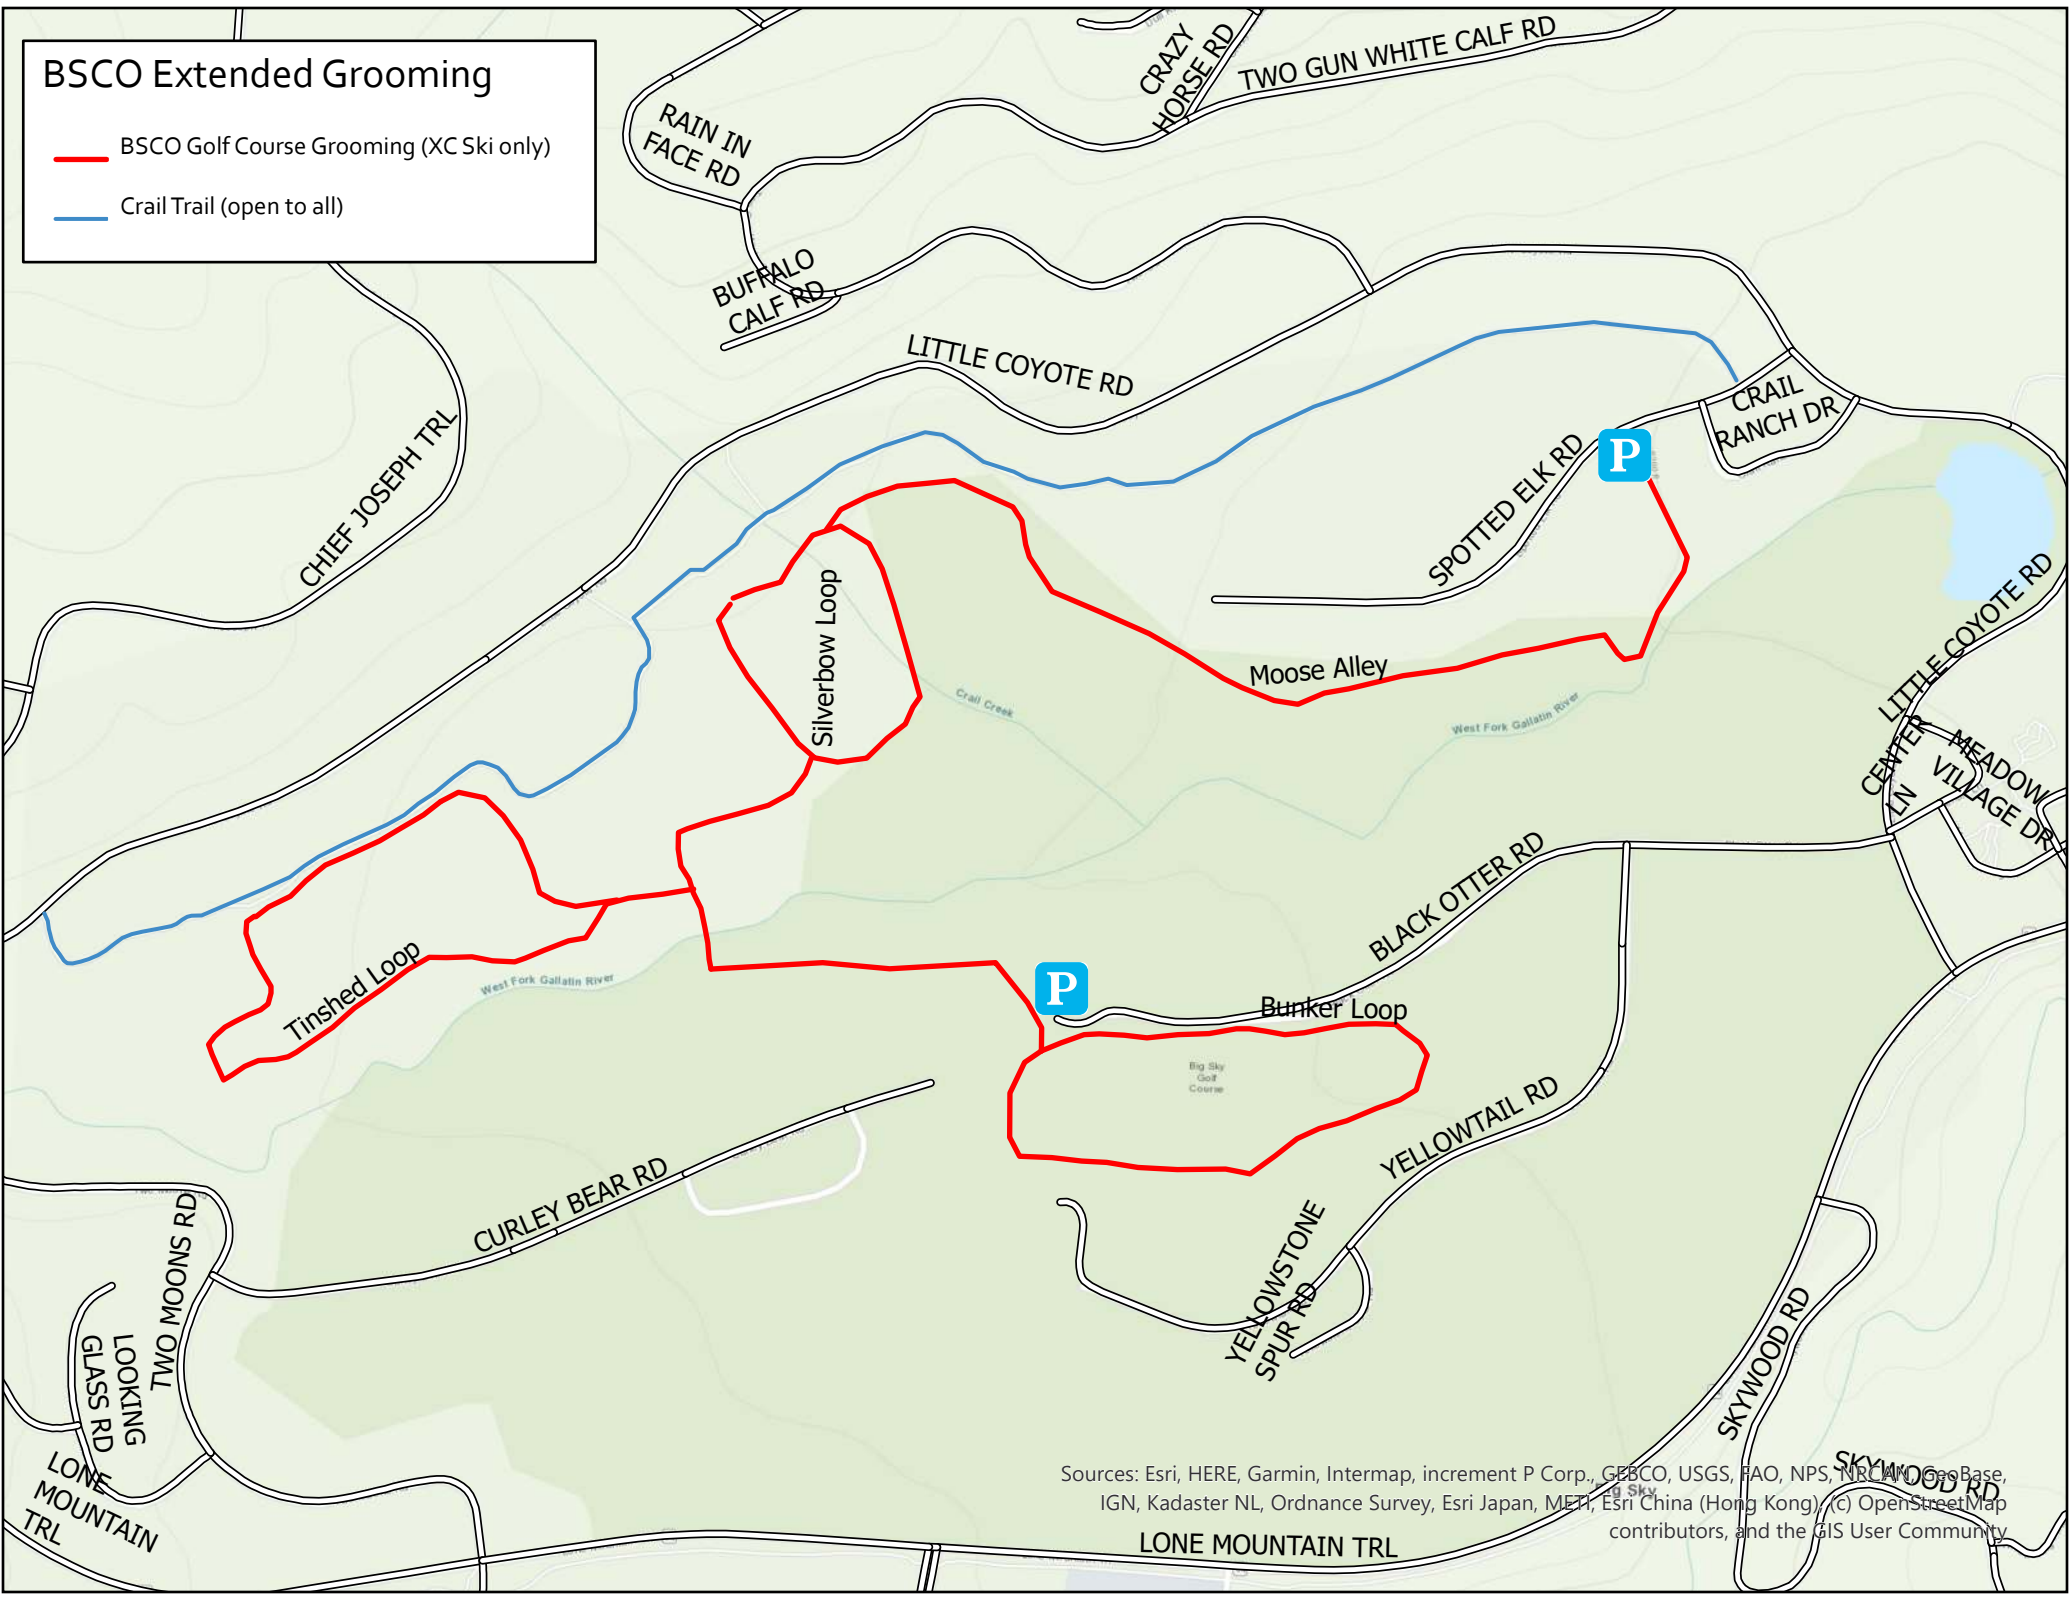 BSCO Extended Grooming
BSCO Golf Course Grooming (XC Ski only)
Crail Trail (open to all)
CRAZY
HORSE RD
TWO GUN WHITE CALF RD
RAIN IN
FACE RD
BUFFALO
CALF RD
LITTLE COYOTE RD
CHIEF JOSEPH TRL
CRAIL
RANCH DR
SPOTTED ELK RD
P
Silverbow Loop
Moose Alley
Crail Creek
West Fork Gallatin River
LITTLE COYOTE RD
CENTER
LN
MEADOW
VILLAGE DR
BLACK OTTER RD
Tinshed Loop
West Fork Gallatin River
P
Bunker Loop
Big Sky
Golf
Course
YELLOWTAIL RD
CURLEY BEAR RD
TWO MOONS RD
YELLOWSTONE
SPUR RD
LOOKING
GLASS RD
SKYWOOD RD
LONE
MOUNTAIN
TRL
SKYWOOD RD
Big Sky
LONE MOUNTAIN TRL
Sources: Esri, HERE, Garmin, Intermap, increment P Corp., GEBCO, USGS, FAO, NPS, NRCAN, GeoBase,
IGN, Kadaster NL, Ordnance Survey, Esri Japan, METI, Esri China (Hong Kong), (c) OpenStreetMap
contributors, and the GIS User Community